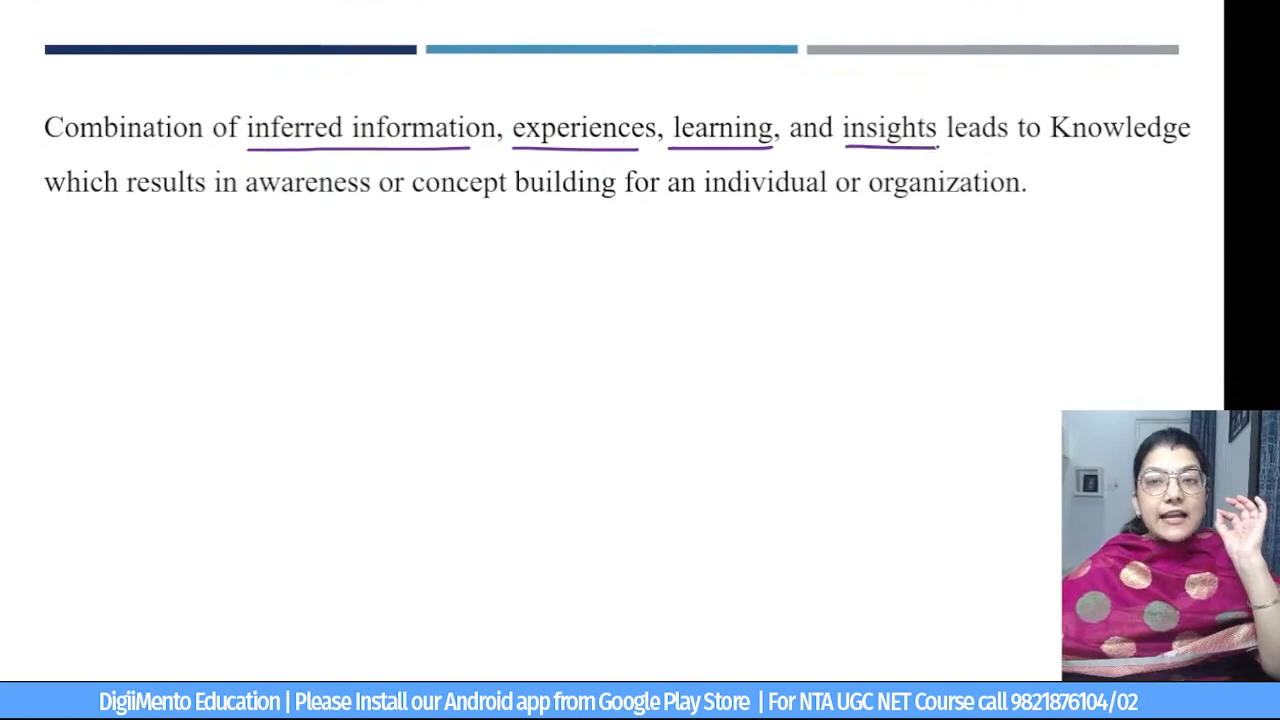 Combination of inferred information, experiences, learning, and insights leads to Knowledge
which results in awareness or concept building for an individual or organization.
DigiiMento Education | Please Install our Android app from Google Play Store | For NTA UGC NET Course call 9821876104/02